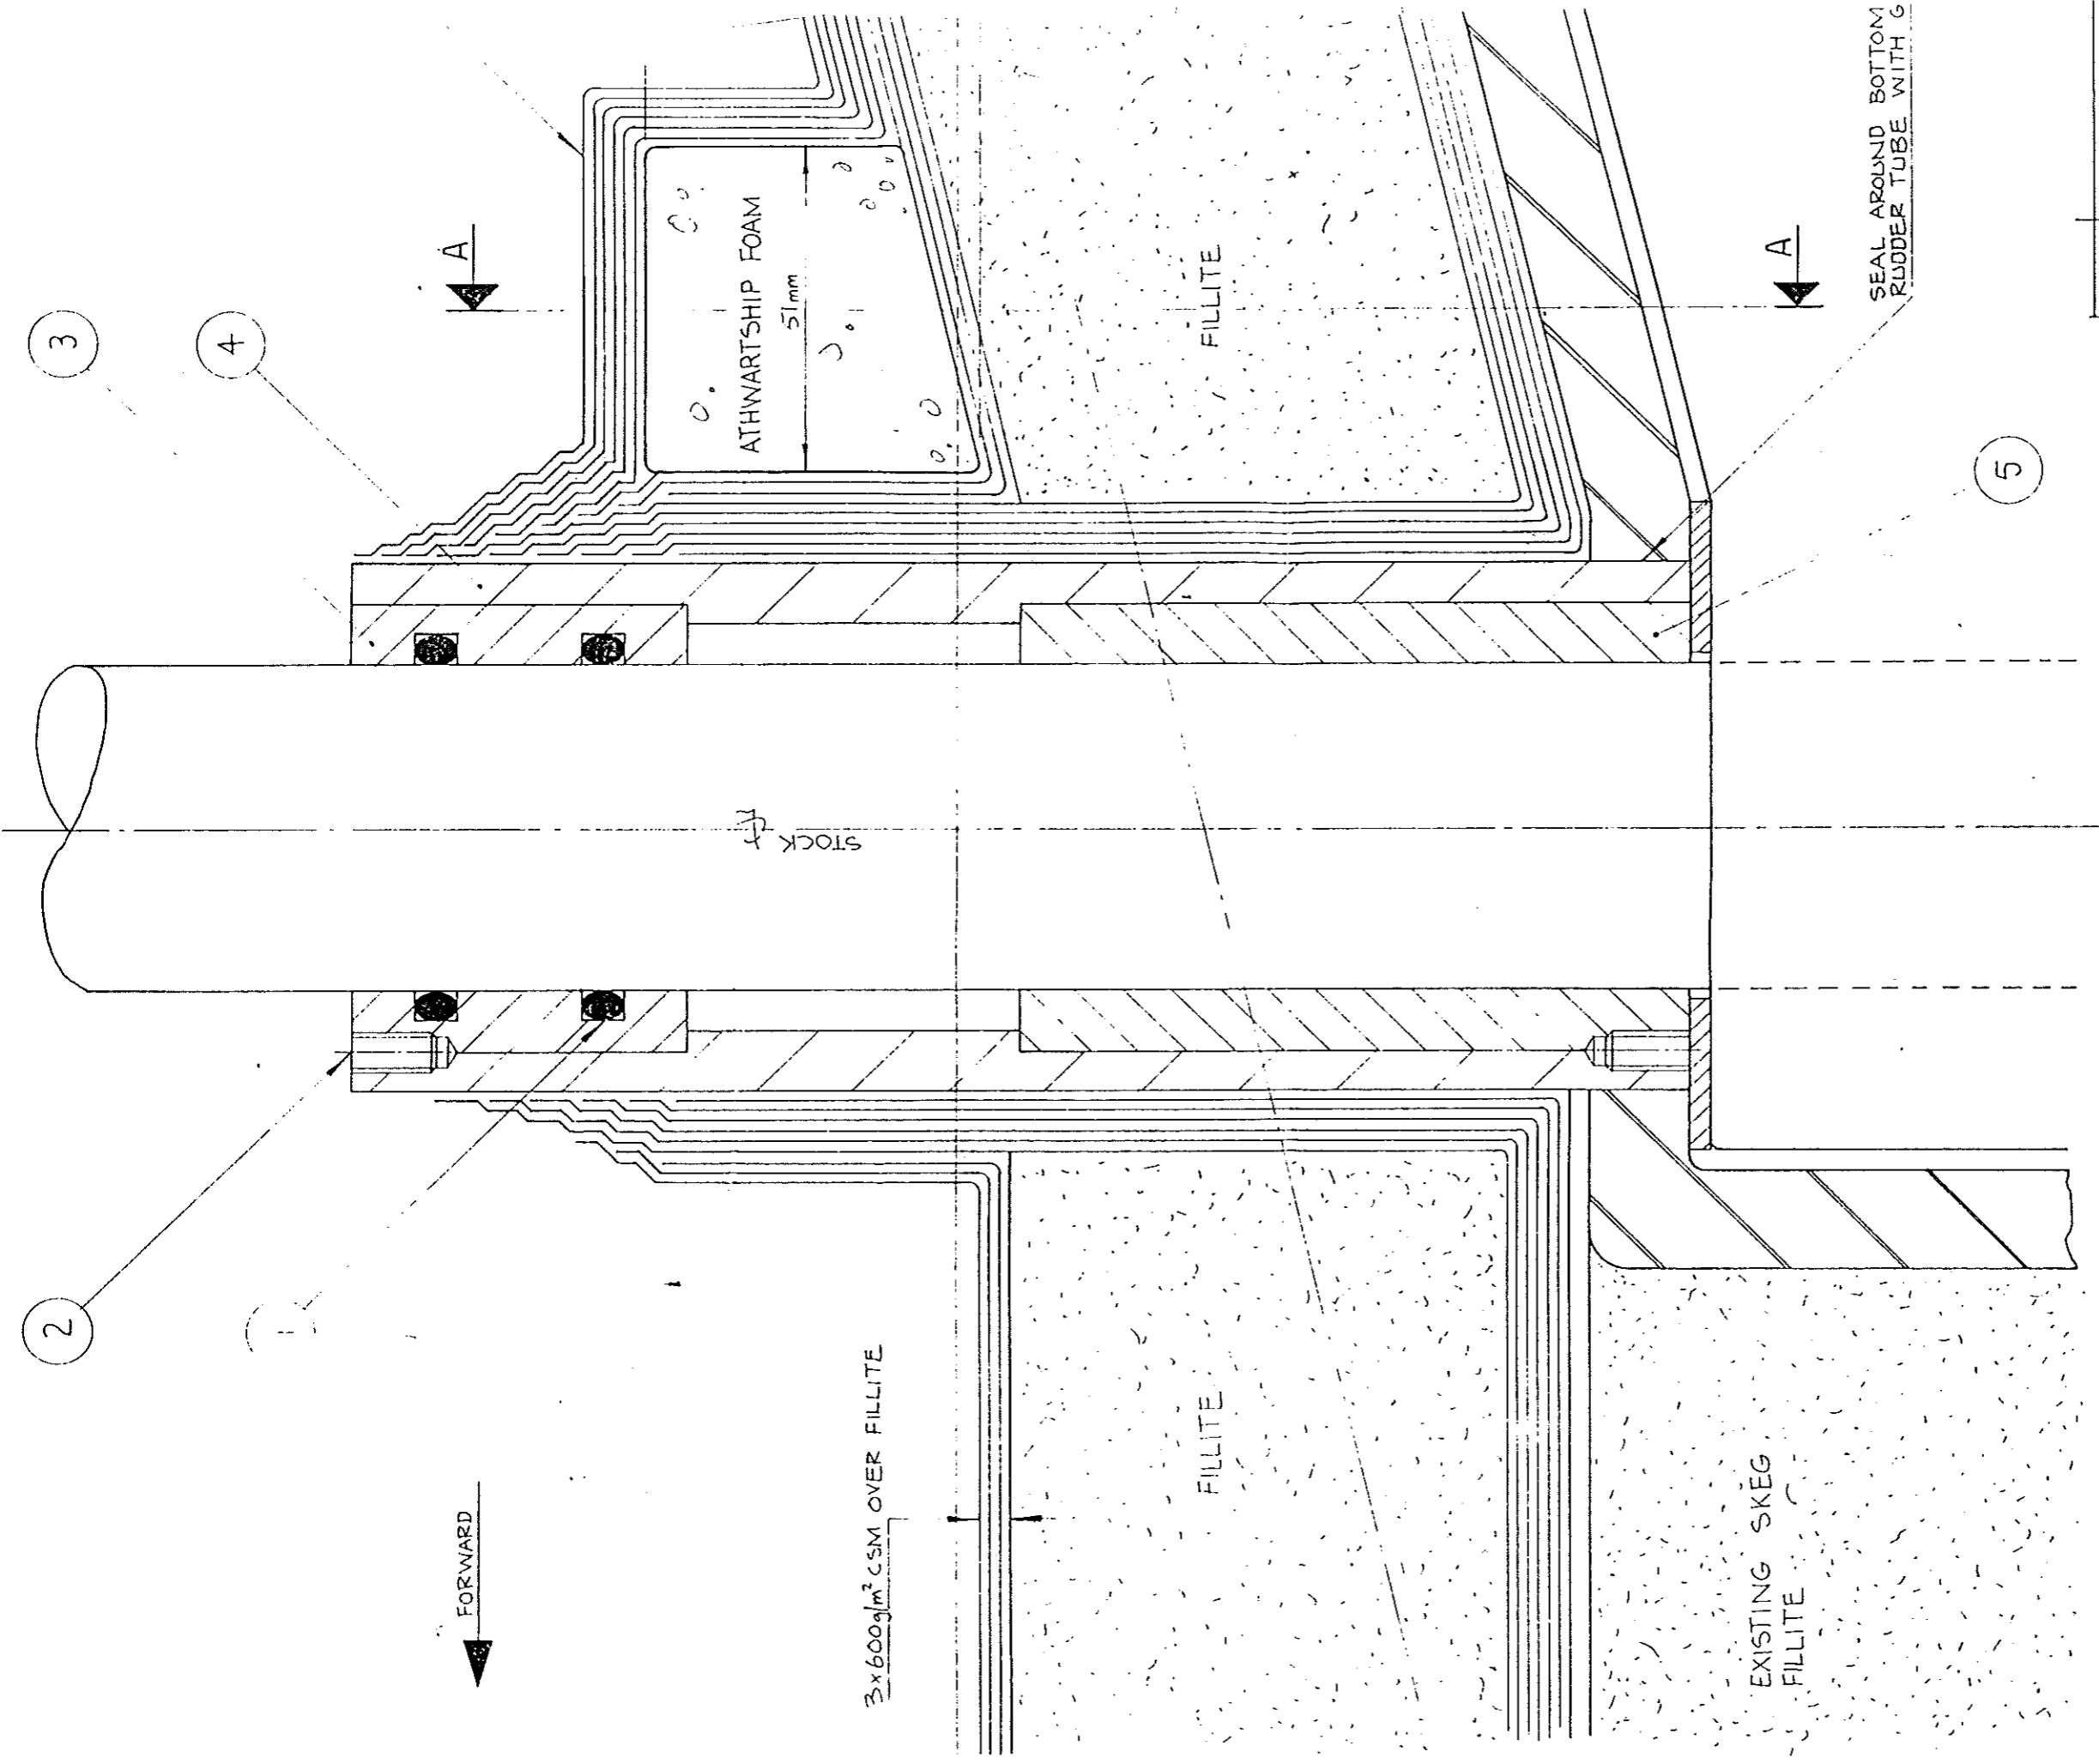 3
4
A
ATHWARTSHIP FOAM
51mm
FILLITE
A
SEAL AROUND BOTTOM
RUDDER TUBE WITH G
5
STOCK
2
1
FORWARD
3x600g/m² CSM OVER FILLITE
FILLITE
EXISTING SKEG
FILLITE